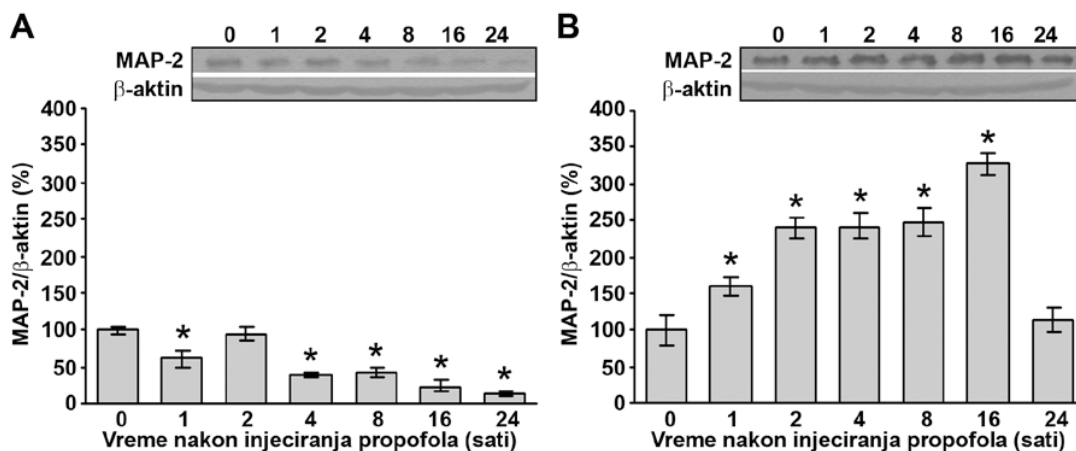 A
0 1 2 4 8 16 24
MAP-2
β-aktin
400
350
300
250
200
150
100
50
0
MAP-2/β-aktin (%)
* * * * *
0 1 2 4 8 16 24
Vreme nakon injeciranja propofola (sati)
B
0 1 2 4 8 16 24
MAP-2
β-aktin
400
350
300
250
200
150
100
50
0
MAP-2/β-aktin (%)
* * * * *
0 1 2 4 8 16 24
Vreme nakon injeciranja propofola (sati)